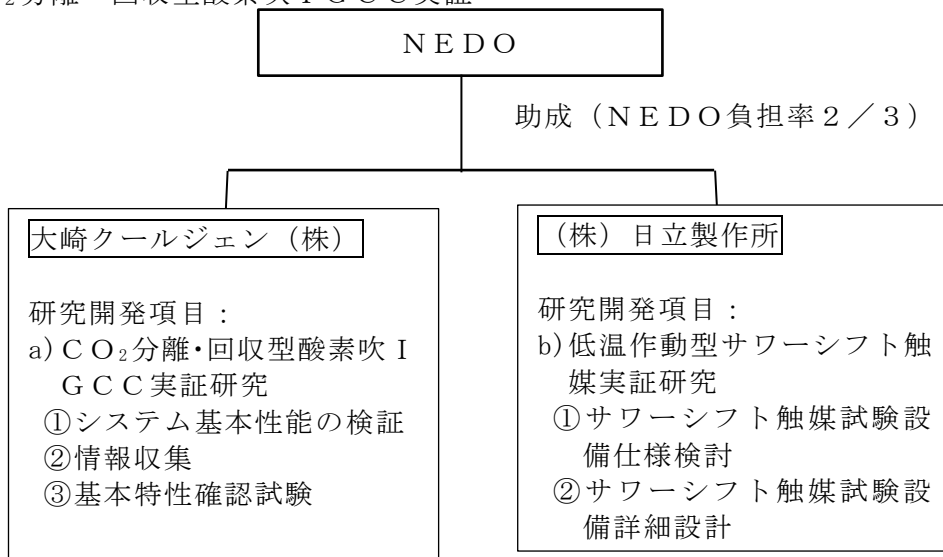 ₂分離・回収型酸素吹ＩＧＣＣ実証
ＮＥＤＯ
助成（ＮＥＤＯ負担率２／３）
大崎クールジェン（株）
研究開発項目：
a)ＣＯ₂分離・回収型酸素吹Ｉ
ＧＣＣ実証研究
①システム基本性能の検証
②情報収集
③基本特性確認試験
（株）日立製作所
研究開発項目：
b)低温作動型サワーシフト触
媒実証研究
①サワーシフト触媒試験設
備仕様検討
②サワーシフト触媒試験設
備詳細設計